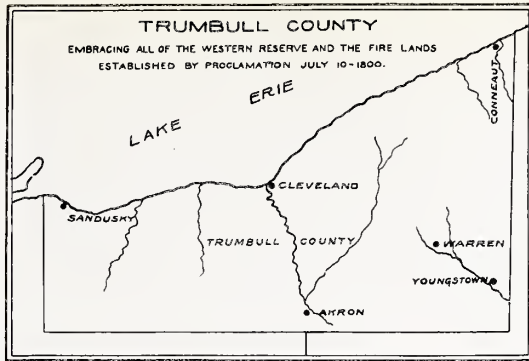 TRUMBULL COUNTY
EMBRACING ALL OF THE WESTERN RESERVE AND THE FIRE LANDS
ESTABLISHED BY PROCLAMATION JULY 10-1800.
LAKE ERIE
CONNEAUT
CLEVELAND
SANDUSKY
TRUMBULL COUNTY
WARREN
YOUNGSTOWN
AKRON